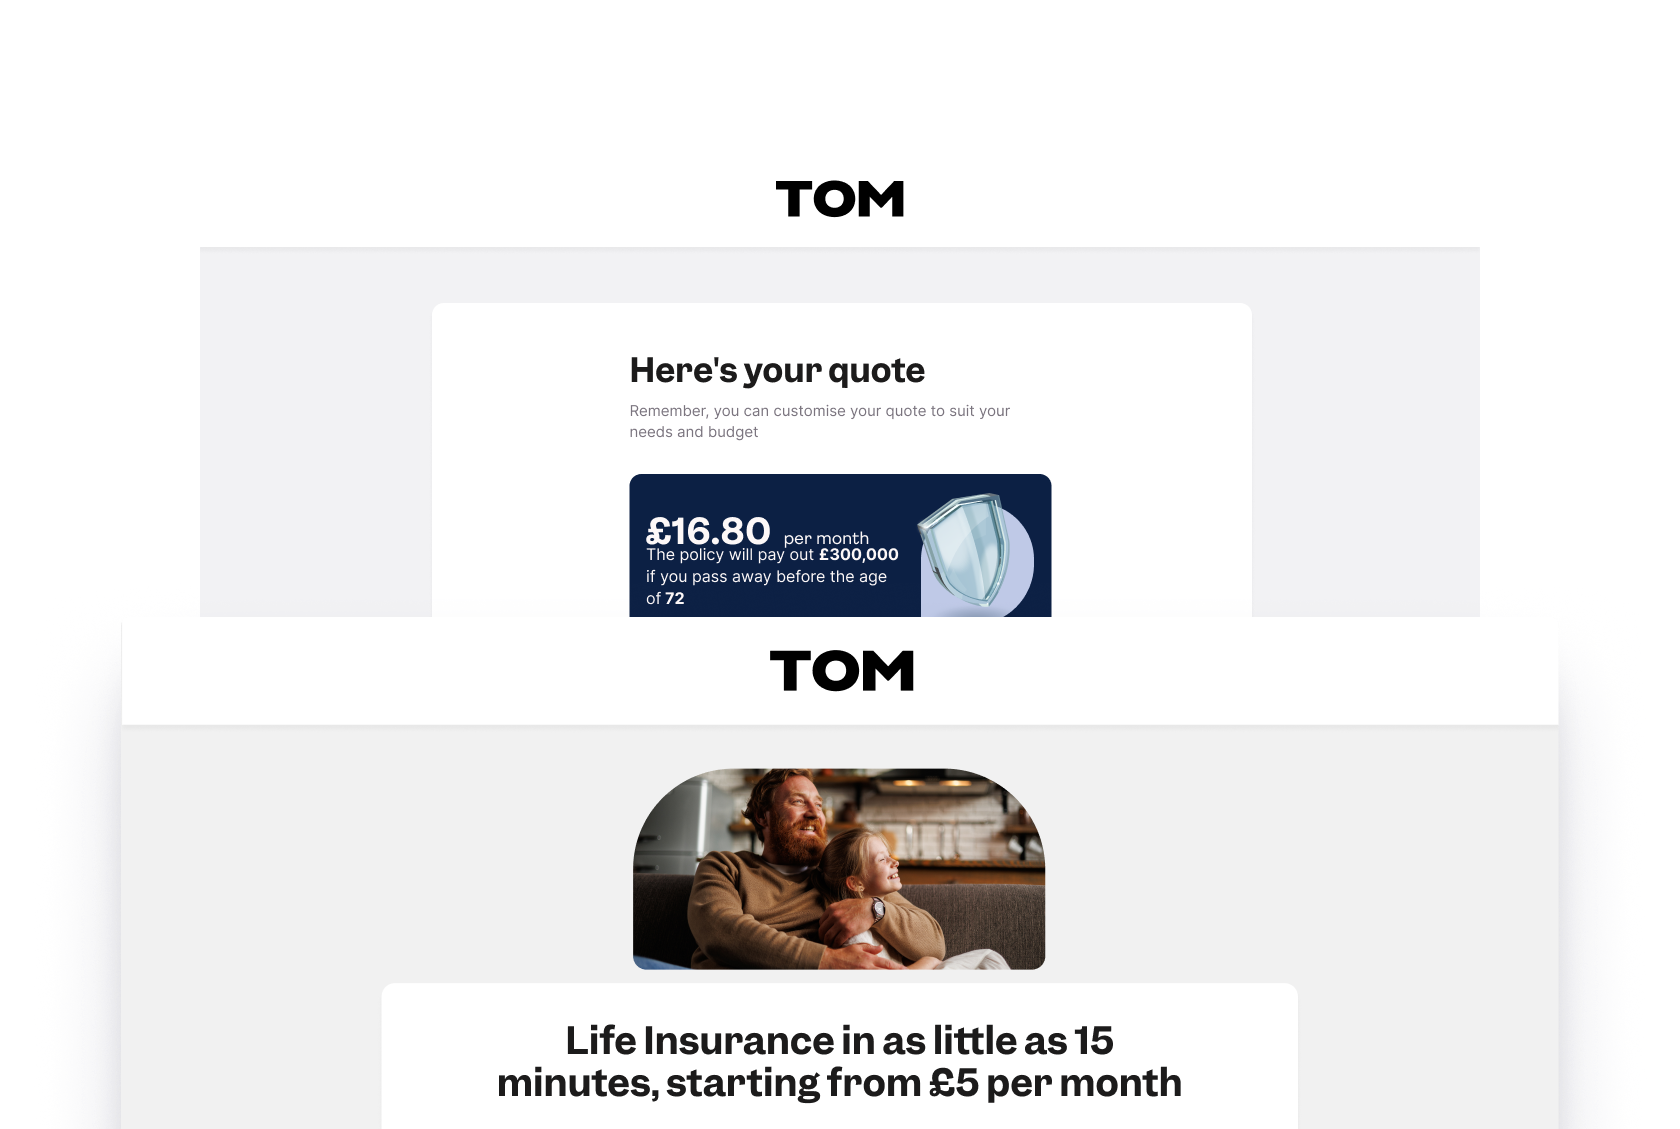 TOM
Here's your quote
Remember, you can customise your quote to suit your
needs and budget
£16.80 per month
The policy will pay out £300,000
if you pass away before the age
of 72
TOM
Life Insurance in as little as 15
minutes, starting from £5 per month